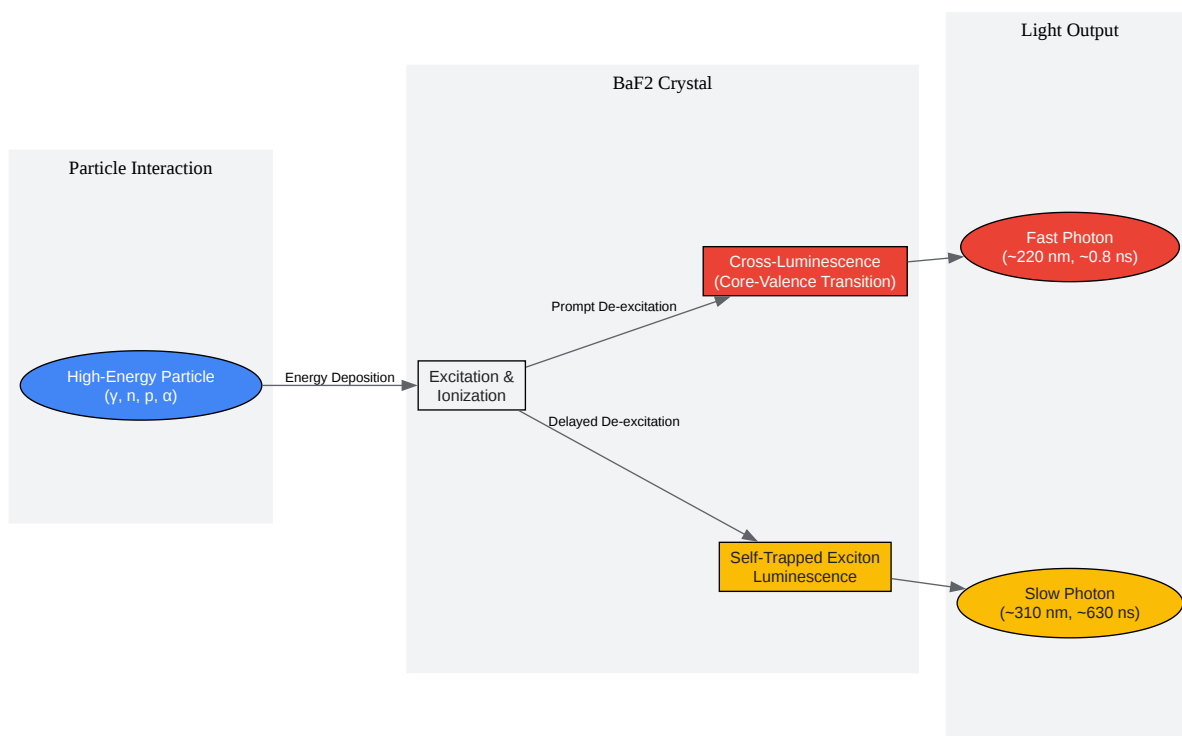 Particle Interaction
High-Energy Particle
(γ, n, p, α)
Energy Deposition
BaF2 Crystal
Excitation &
Ionization
Prompt De-excitation
Delayed De-excitation
Cross-Luminescence
(Core-Valence Transition)
Self-Trapped Exciton
Luminescence
Light Output
Fast Photon
(~220 nm, ~0.8 ns)
Slow Photon
(~310 nm, ~630 ns)